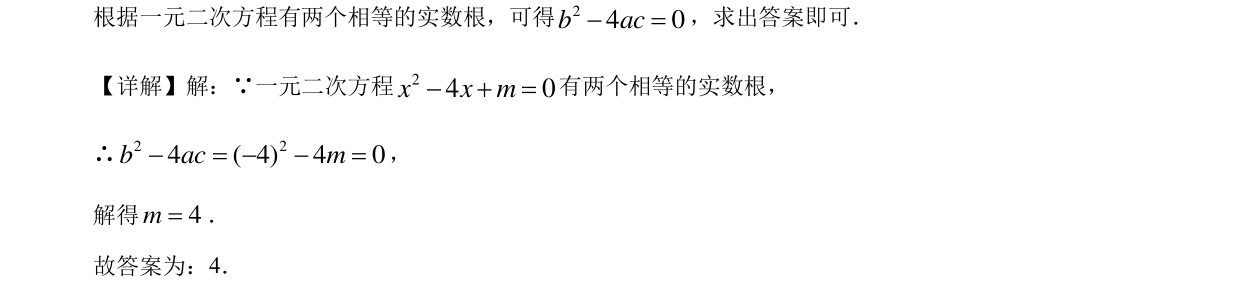 根据一元二次方程有两个相等的实数根，可得b² − 4ac = 0，求出答案即可．
【详解】解：∵一元二次方程x² − 4x + m = 0有两个相等的实数根，
∴b² − 4ac = (−4)² − 4m = 0，
解得m = 4．
故答案为：4．